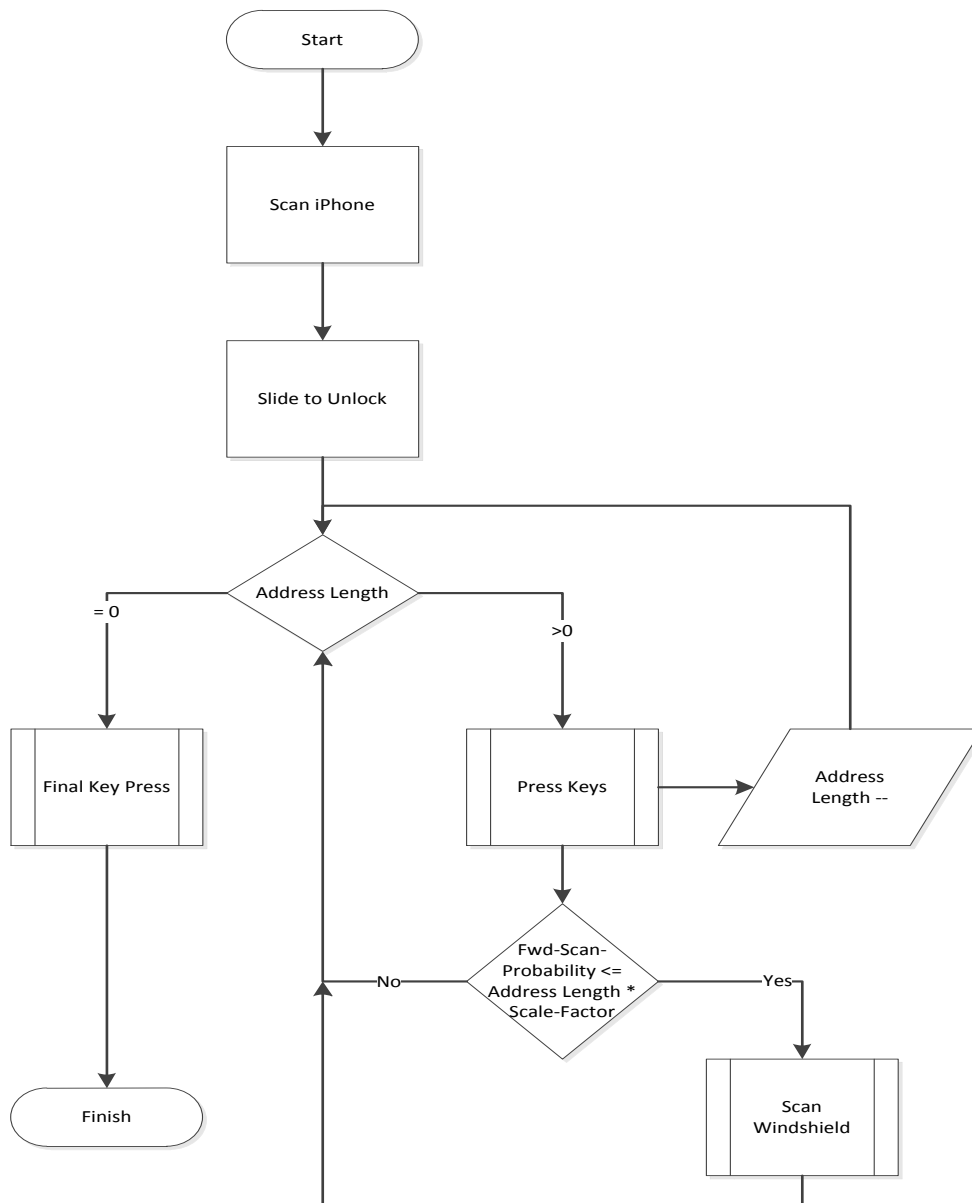 Start
Scan iPhone
Slide to Unlock
Address Length
= 0
>0
Final Key Press
Press Keys
Address
Length --
Fwd-Scan-
Probability <=
Address Length *
Scale-Factor
No
Yes
Scan
Windshield
Finish